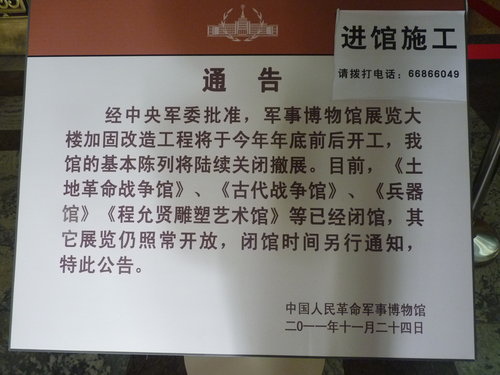 进馆施工
请拨打电话：66866049
通告
经中央军委批准，军事博物馆展览大
楼加固改造工程将于今年年底前后开工，我
馆的基本陈列将陆续关闭撤展。目前，《土
地革命战争馆》、《古代战争馆》、《兵器
馆》《程允贤雕塑艺术馆》等已经闭馆，其
它展览仍照常开放，闭馆时间另行通知，
特此公告。
中国人民革命军事博物馆
二〇一一年十一月二十四日